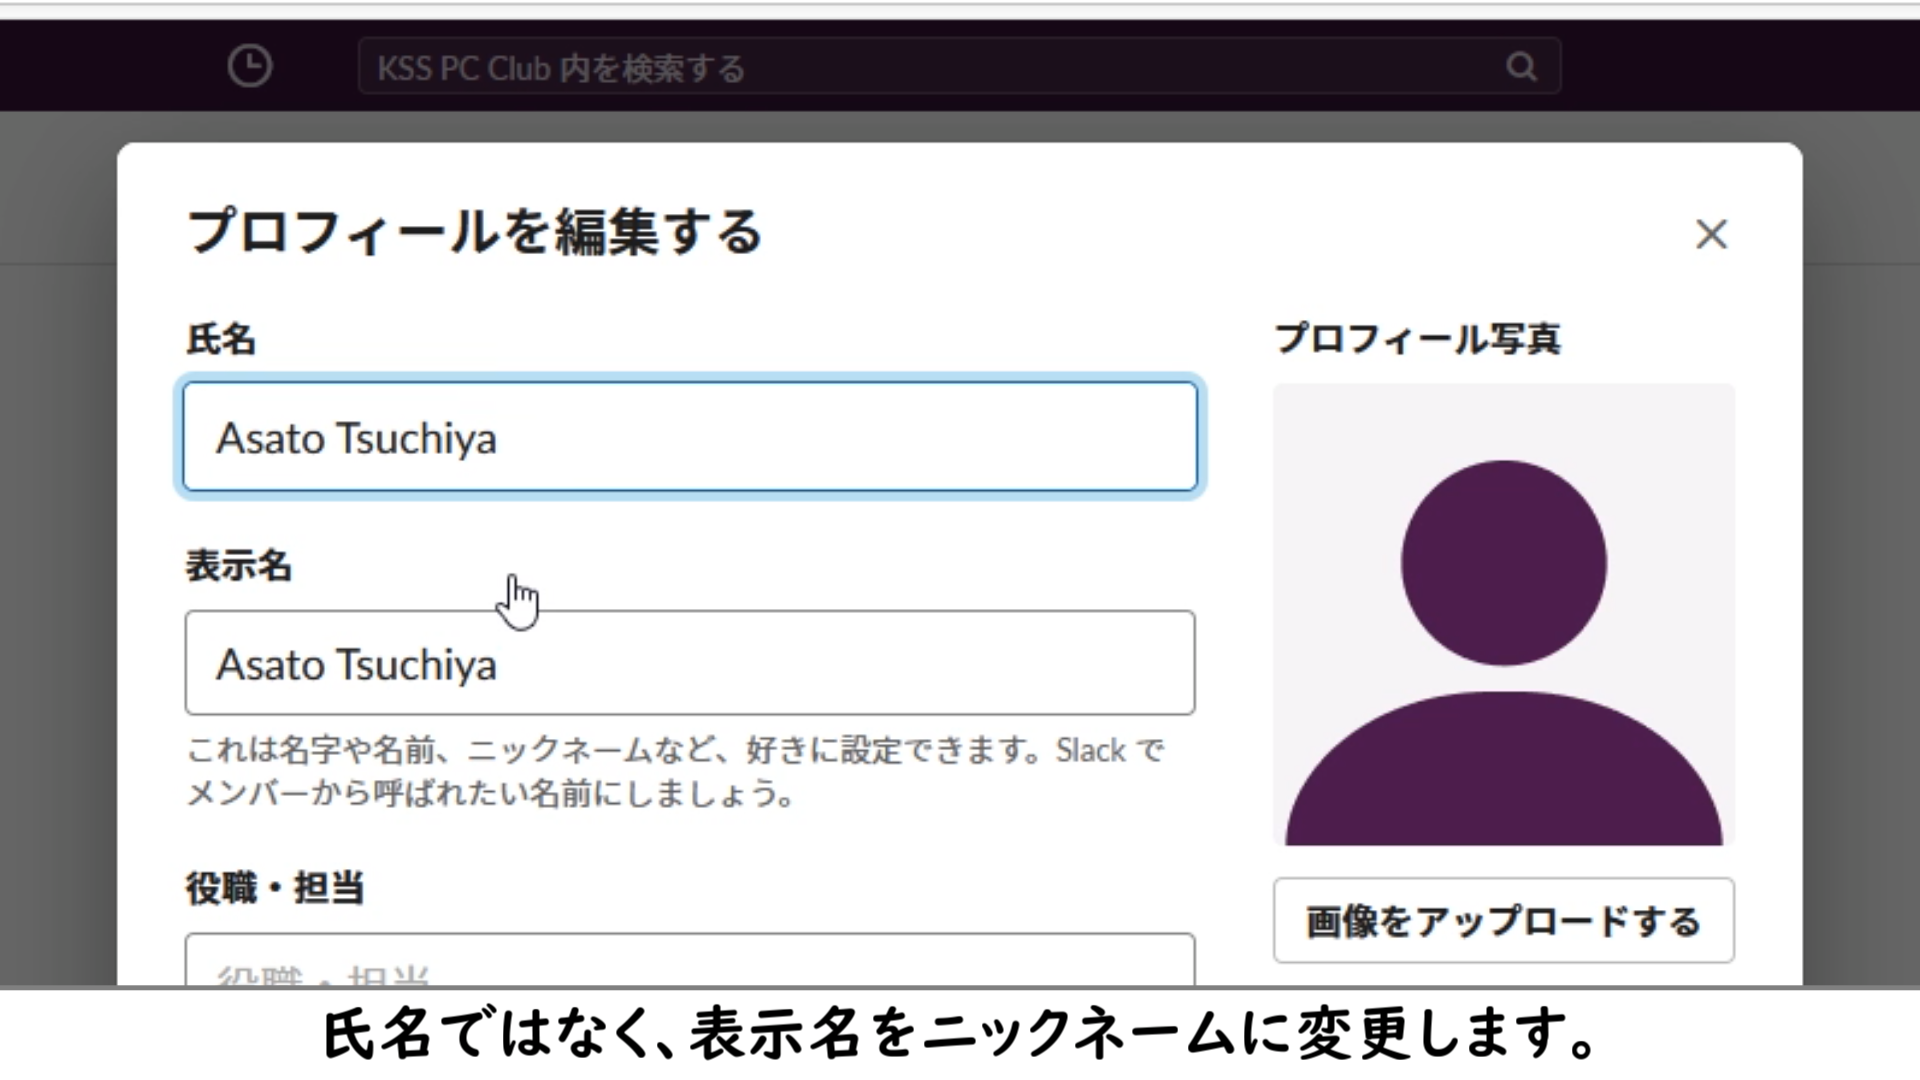 KSS PC Club 内を検索する
プロフィールを編集する
氏名
Asato Tsuchiya
表示名
Asato Tsuchiya
これは名字や名前、ニックネームなど、好きに設定できます。Slack で
メンバーから呼ばれたい名前にしましょう。
役職・担当
役職・担当
プロフィール写真
画像をアップロードする
氏名ではなく、表示名をニックネームに変更します。